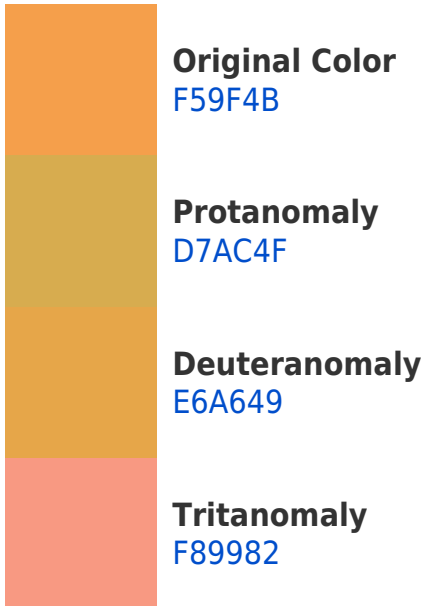 Original Color
F59F4B
Protanomaly
D7AC4F
Deuteranomaly
E6A649
Tritanomaly
F89982